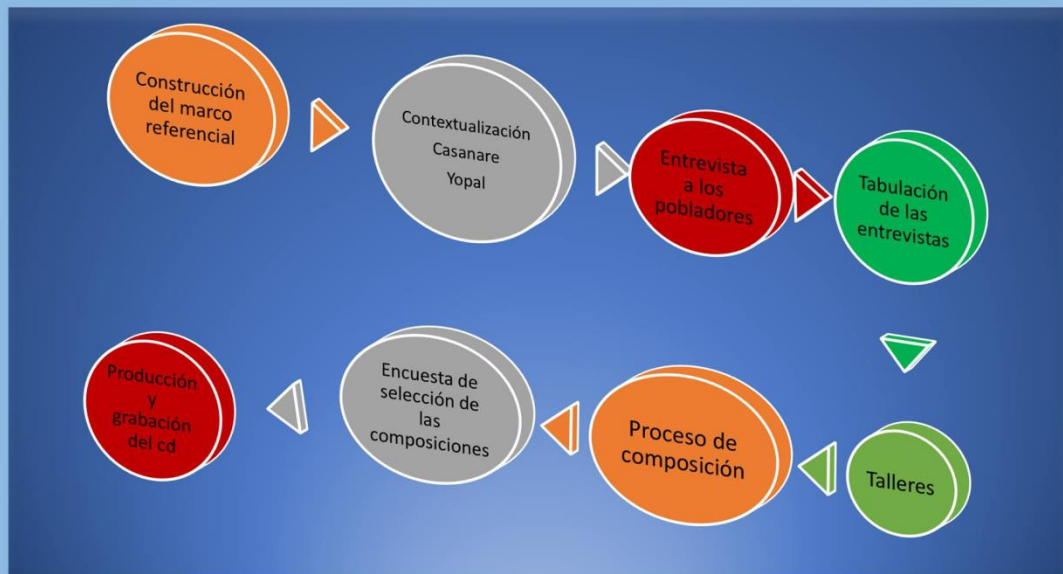 Construcción
del marco
referencial
Contextualización
Casanare
Yopal
Entrevista
a los
pobladores
Tabulación
de las
entrevistas
Talleres
Proceso de
composición
Encuesta de
selección de
las
composiciones
Producción
y
grabación
del cd